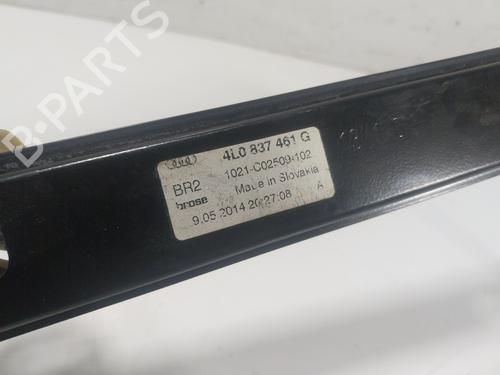 4L0 837 461 G
BR2 1021-C02509-102
brose Made in Slovakia
9.05.2014 20:27:08 A
B-PARTS